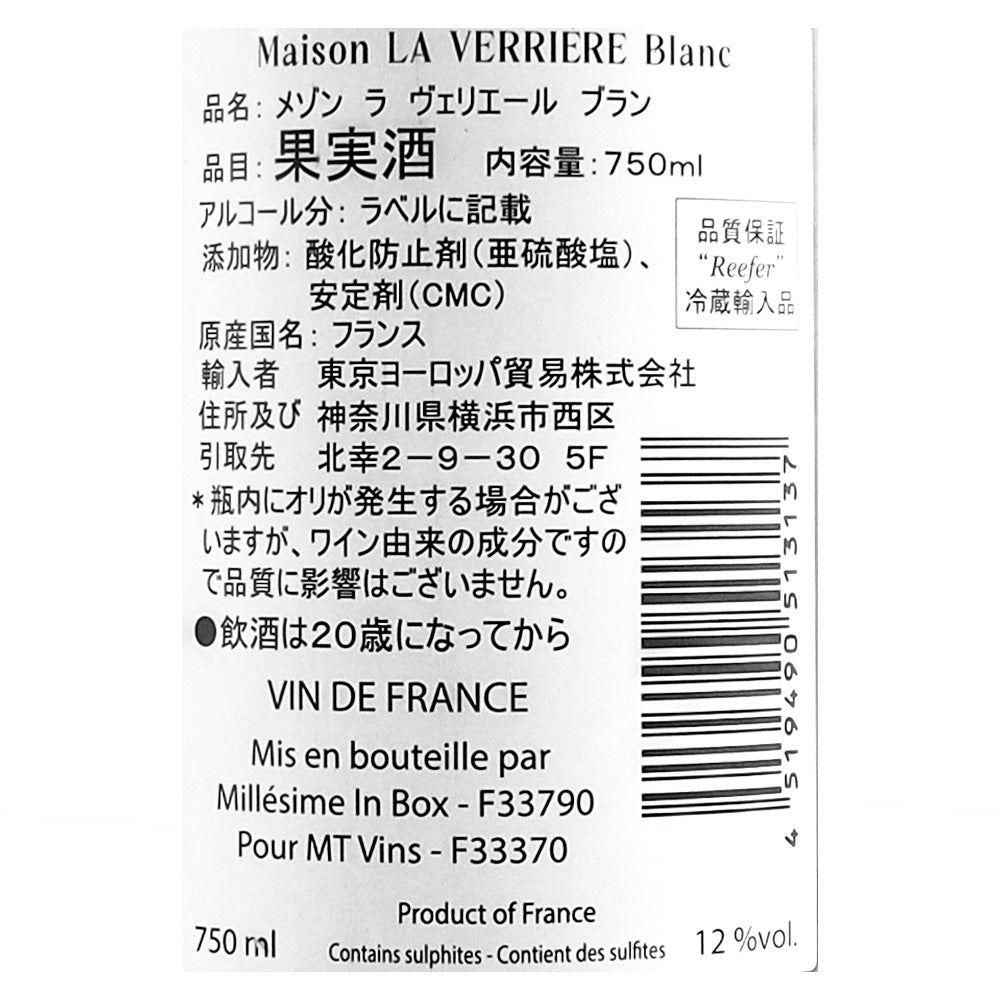 Maison LA VERRIÈRE Blanc
品名: メゾン ラ ヴェリエール ブラン
品目: 果実酒 内容量:750ml
アルコール分: ラベルに記載
添加物: 酸化防止剤(亜硫酸塩)、
安定剤(CMC)
品質保証
“Reefer”
冷蔵輸入品
原産国名: フランス
輸入者 東京ヨーロッパ貿易株式会社
住所及び 神奈川県横浜市西区
引取先 北幸2-9-30 5F
*瓶内にオリが発生する場合がござ
いますが、ワイン由来の成分ですの
で品質に影響はございません。
●飲酒は20歳になってから
4519490513137
VIN DE FRANCE
Mis en bouteille par
Millésime In Box - F33790
Pour MT Vins - F33370
Product of France
750 ml Contains sulphites - Contient des sulfites 12 %vol.